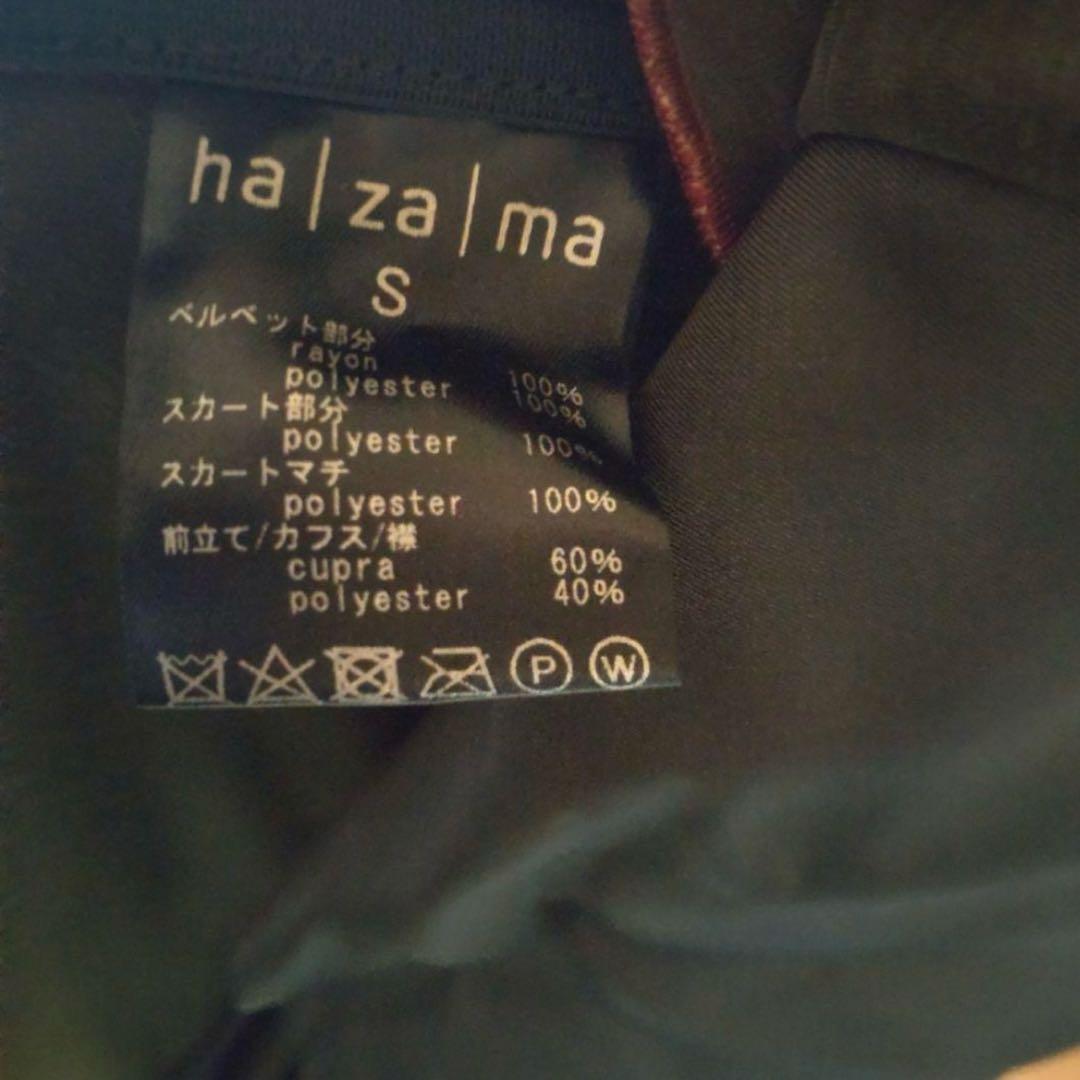 ha|za|ma
S
ベルベット部分
rayon 100%
polyester 100%
スカート部分
polyester 100%
スカートマチ
polyester 100%
前立て/カフス/襟
cupra 60%
polyester 40%
P W